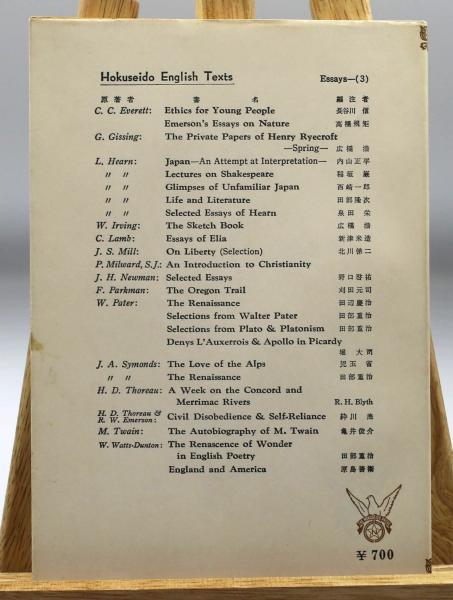 Hokuseido English Texts Essays—(3)
原著者 書名 編注者
C. C. Everett: Ethics for Young People 長谷川 信
Emerson's Essays on Nature 高橋規矩
G. Gissing: The Private Papers of Henry Ryecroft
—Spring— 広橋 浩
L. Hearn: Japan—An Attempt at Interpretation— 内山正平
〃 〃 Lectures on Shakespeare 稲垣 巌
〃 〃 Glimpses of Unfamiliar Japan 西崎一郎
〃 〃 Life and Literature 田部隆次
〃 〃 Selected Essays of Hearn 泉田 栄
W. Irving: The Sketch Book 広橋 浩
C. Lamb: Essays of Elia 新津米造
J. S. Mill: On Liberty (Selection) 北川悌二
P. Milward, S.J.: An Introduction to Christianity
J. H. Newman: Selected Essays 野口啓祐
F. Parkman: The Oregon Trail 刈田元司
W. Pater: The Renaissance 田辺慶治
Selections from Walter Pater 田部重治
Selections from Plato & Platonism 田部重治
Denys L'Auxerrois & Apollo in Picardy
堀 大司
J. A. Symonds: The Love of the Alps 児玉 省
〃 〃 The Renaissance 田部重治
H. D. Thoreau: A Week on the Concord and
Merrimac Rivers R. H. Blyth
H. D. Thoreau &
R. W. Emerson: Civil Disobedience & Self-Reliance
M. Twain: The Autobiography of M. Twain 亀井俊介
W. Watts-Dunton: The Renascence of Wonder
in English Poetry 田部重治
England and America 原島善衛
¥ 700